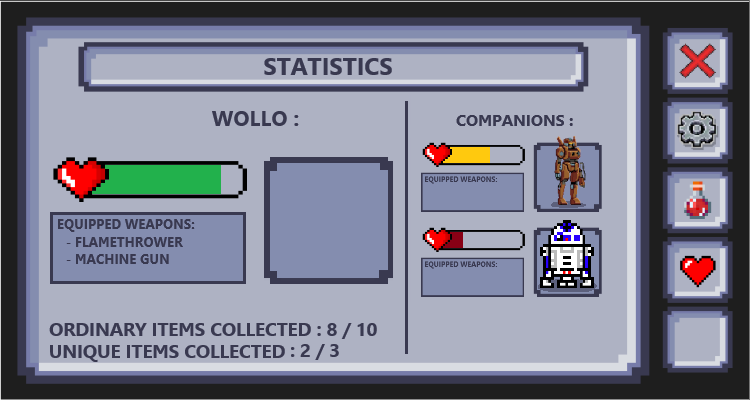 STATISTICS
WOLLO :
EQUIPPED WEAPONS:
- FLAMETHROWER
- MACHINE GUN
ORDINARY ITEMS COLLECTED : 8 / 10
UNIQUE ITEMS COLLECTED : 2 / 3
COMPANIONS :
EQUIPPED WEAPONS:
EQUIPPED WEAPONS: